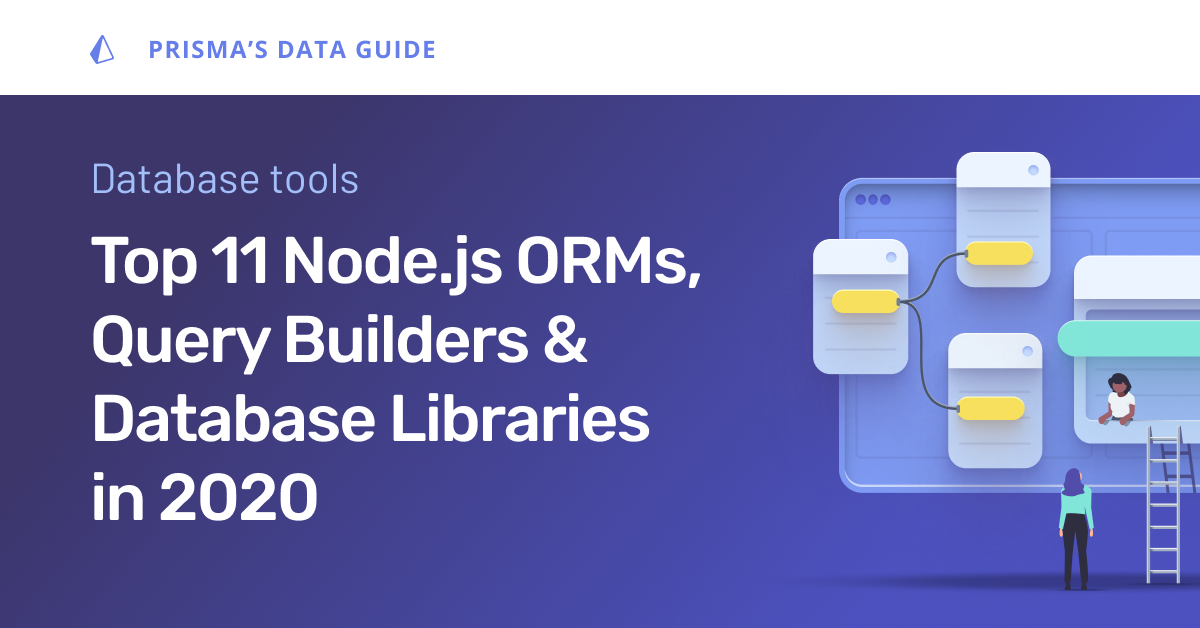 PRISMA'S DATA GUIDE
Database tools
Top 11 Node.js ORMs,
Query Builders &
Database Libraries
in 2020